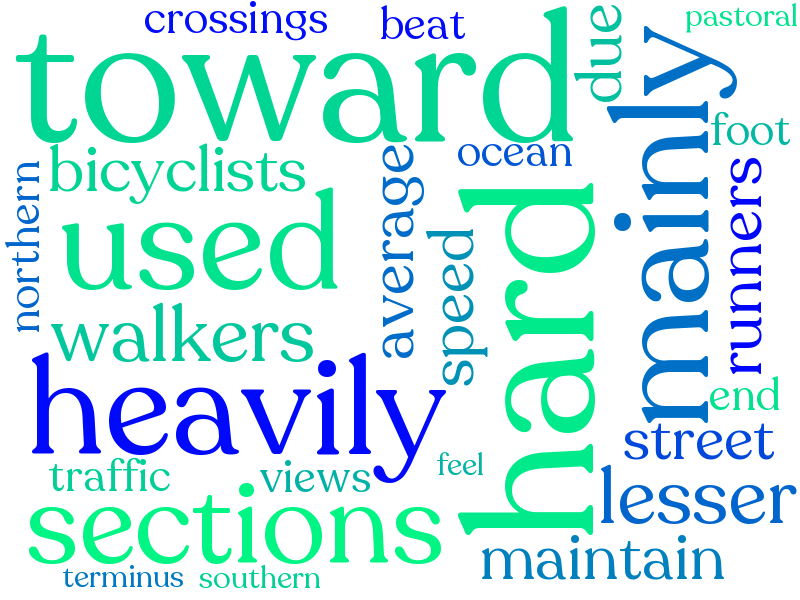 crossings
beat
pastoral
toward
due
mainly
foot
bicyclists
ocean
northern
average
used
speed
hard
runners
walkers
heavily
end
street
traffic
views
feel
lesser
sections
maintain
terminus
southern